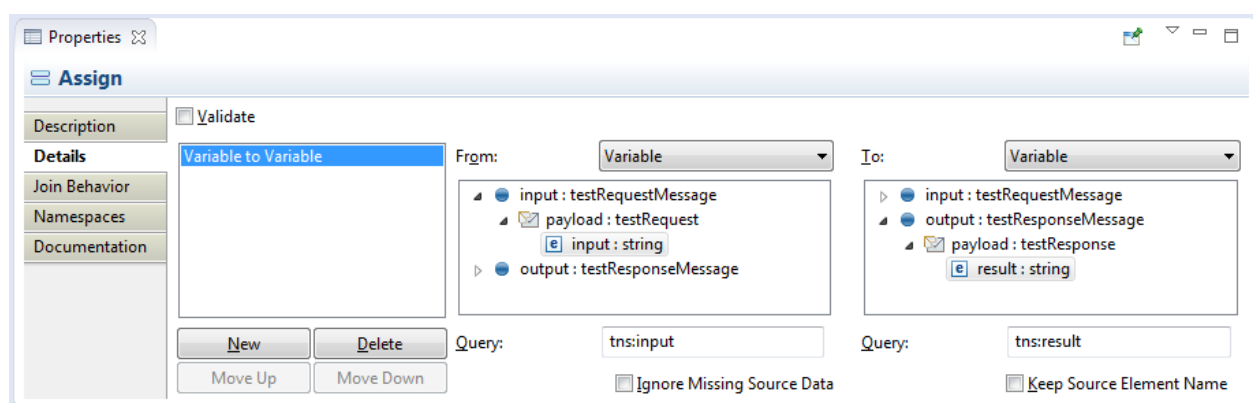 Properties
Assign
Description
Details
Join Behavior
Namespaces
Documentation
Validate
Variable to Variable
New Delete
Move Up Move Down
From: Variable
input : testRequestMessage
payload : testRequest
e input : string
output : testResponseMessage
Query: tns:input
Ignore Missing Source Data
To: Variable
input : testRequestMessage
output : testResponseMessage
payload : testResponse
e result : string
Query: tns:result
Keep Source Element Name